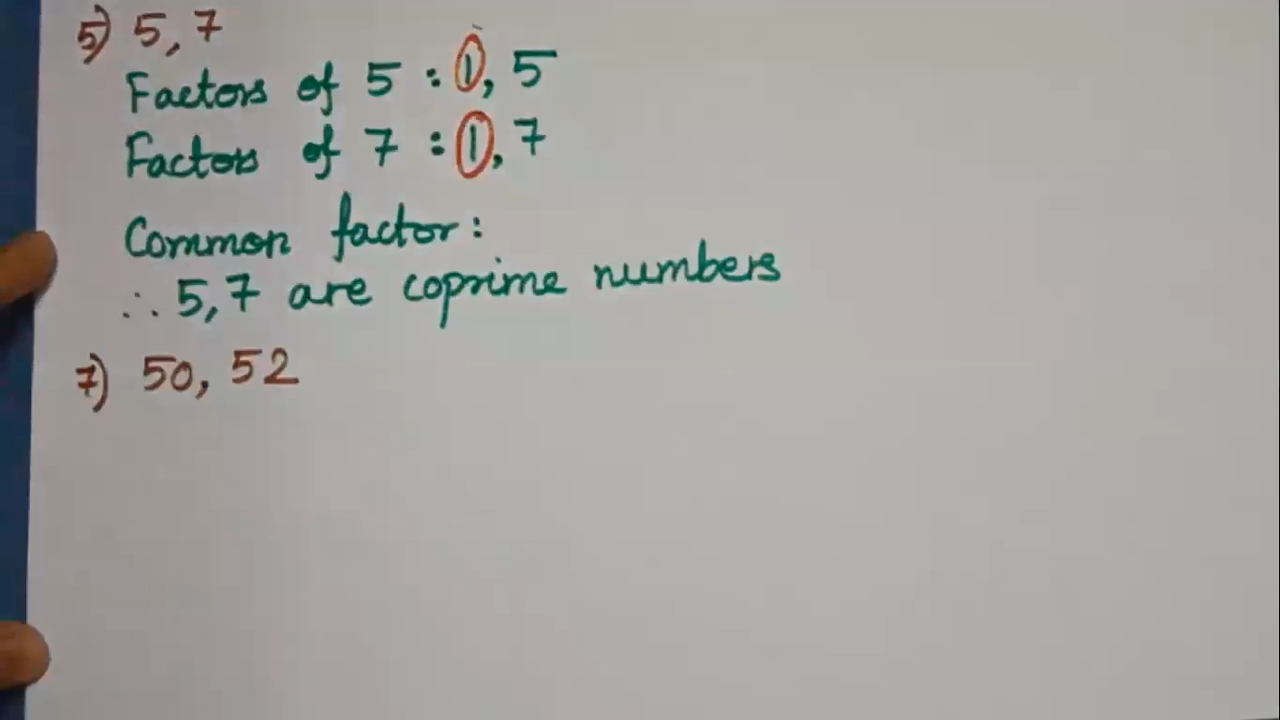 5) 5, 7
Factors of 5 : 1, 5
Factors of 7 : 1, 7
Common factor :
∴ 5, 7 are coprime numbers
7) 50, 52